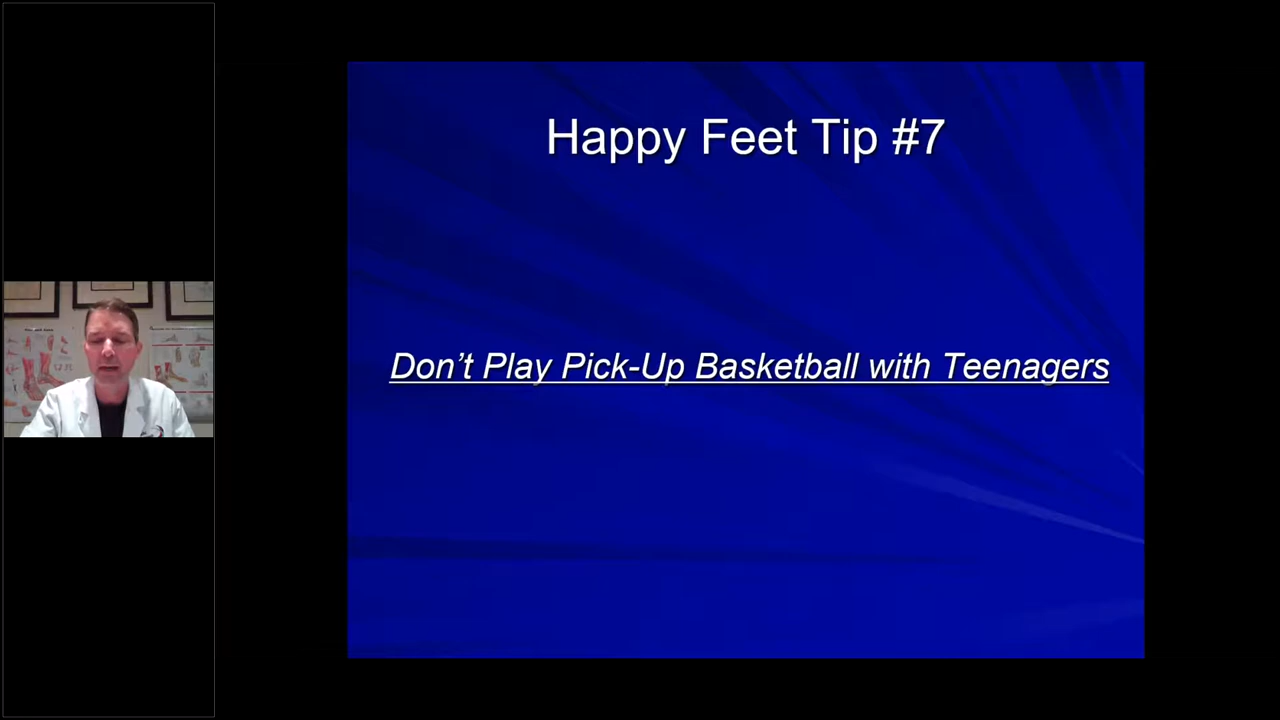 Happy Feet Tip #7
Don't Play Pick-Up Basketball with Teenagers